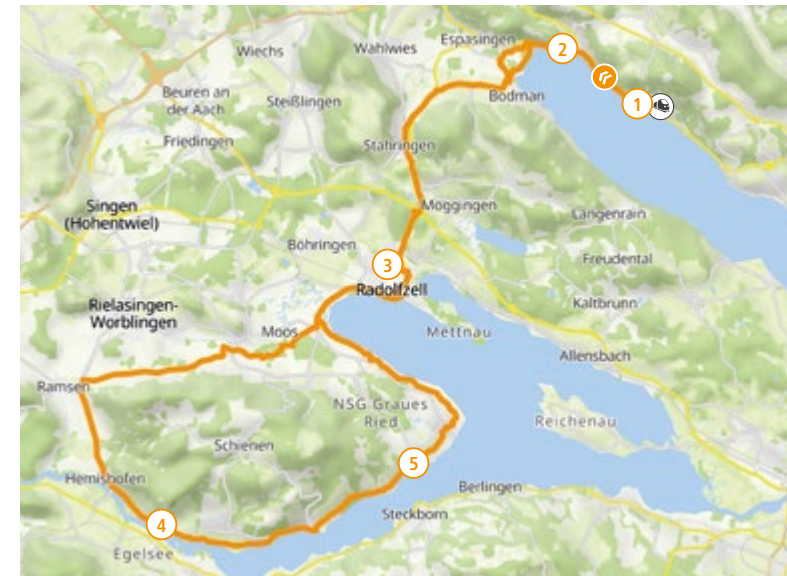 Espasingen
Wiechs
Wahlwies
2
Beuren an
der Aach
Steißlingen
Bodman
1
Friedingen
Stahringen
Singen
(Hohentwiel)
Möggingen
Langenrain
Böhringen
Freudental
3
Radolfzell
Rielasingen-
Worblingen
Kaltbrunn
Moos
Mettnau
Allensbach
Ramsen
NSG Graues
Ried
Reichenau
Schienen
5
Hemishofen
Berlingen
Steckborn
4
Egelsee